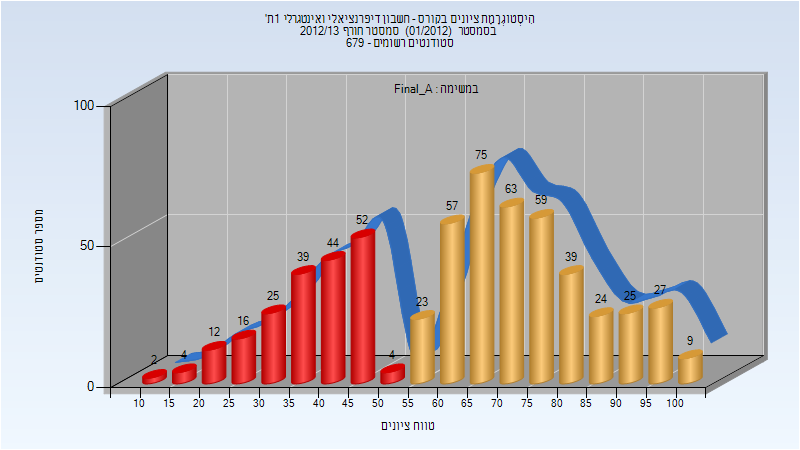 היסטוגרמת ציונים בקורס - חשבון דיפרנציאלי ואינטגרלי 1ת'
בסמסטר (01/2012) סמסטר חורף 2012/13
סטודנטים רשומים - 679
במשימה : Final_A
מספר סטודנטים
100
50
0
2 4 12 16 25 39 44 52 4 23 57 75 63 59 39 24 25 27 9
10 15 20 25 30 35 40 45 50 55 60 65 70 75 80 85 90 95 100
טווח ציונים